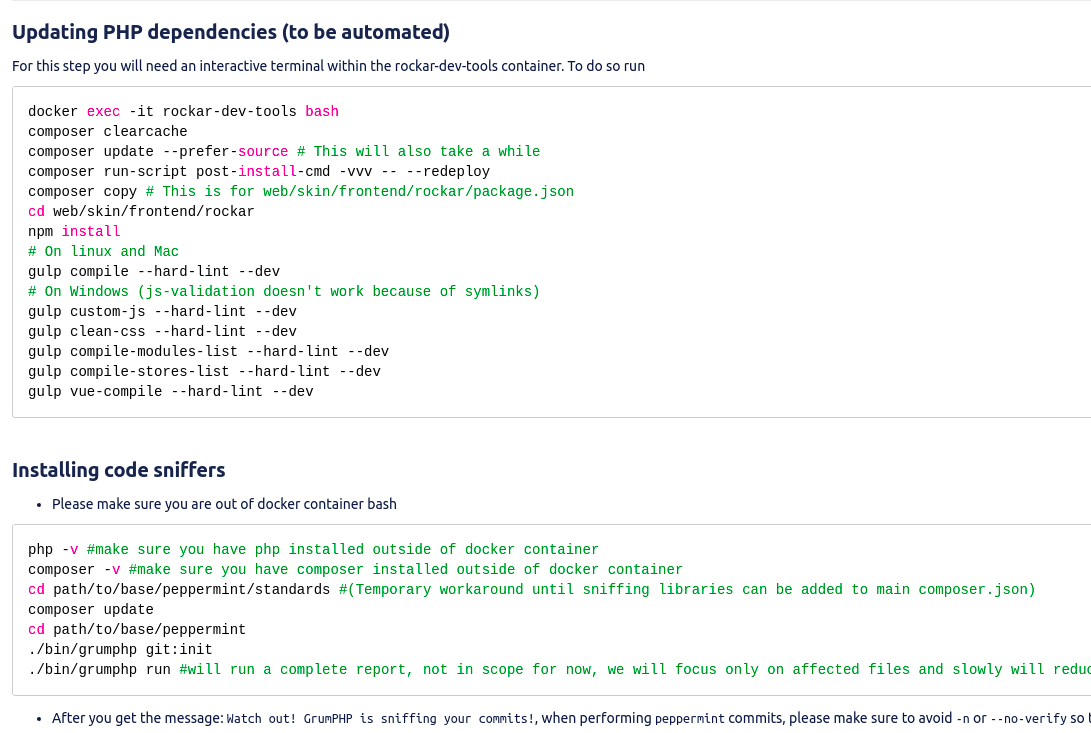 Updating PHP dependencies (to be automated)
For this step you will need an interactive terminal within the rockar-dev-tools container. To do so run
docker exec -it rockar-dev-tools bash
composer clearcache
composer update --prefer-source # This will also take a while
composer run-script post-install-cmd -vvv -- --redeploy
composer copy # This is for web/skin/frontend/rockar/package.json
cd web/skin/frontend/rockar
npm install
# On linux and Mac
gulp compile --hard-lint --dev
# On Windows (js-validation doesn't work because of symlinks)
gulp custom-js --hard-lint --dev
gulp clean-css --hard-lint --dev
gulp compile-modules-list --hard-lint --dev
gulp compile-stores-list --hard-lint --dev
gulp vue-compile --hard-lint --dev
Installing code sniffers
• Please make sure you are out of docker container bash
php -v #make sure you have php installed outside of docker container
composer -v #make sure you have composer installed outside of docker container
cd path/to/base/peppermint/standards #(Temporary workaround until sniffing libraries can be added to main composer.json)
composer update
cd path/to/base/peppermint
./bin/grumphp git:init
./bin/grumphp run #will run a complete report, not in scope for now, we will focus only on affected files and slowly will
• After you get the message: Watch out! GrumPHP is sniffing your commits!, when performing peppermint commits, please make sure to avoid -n or --no-verify so